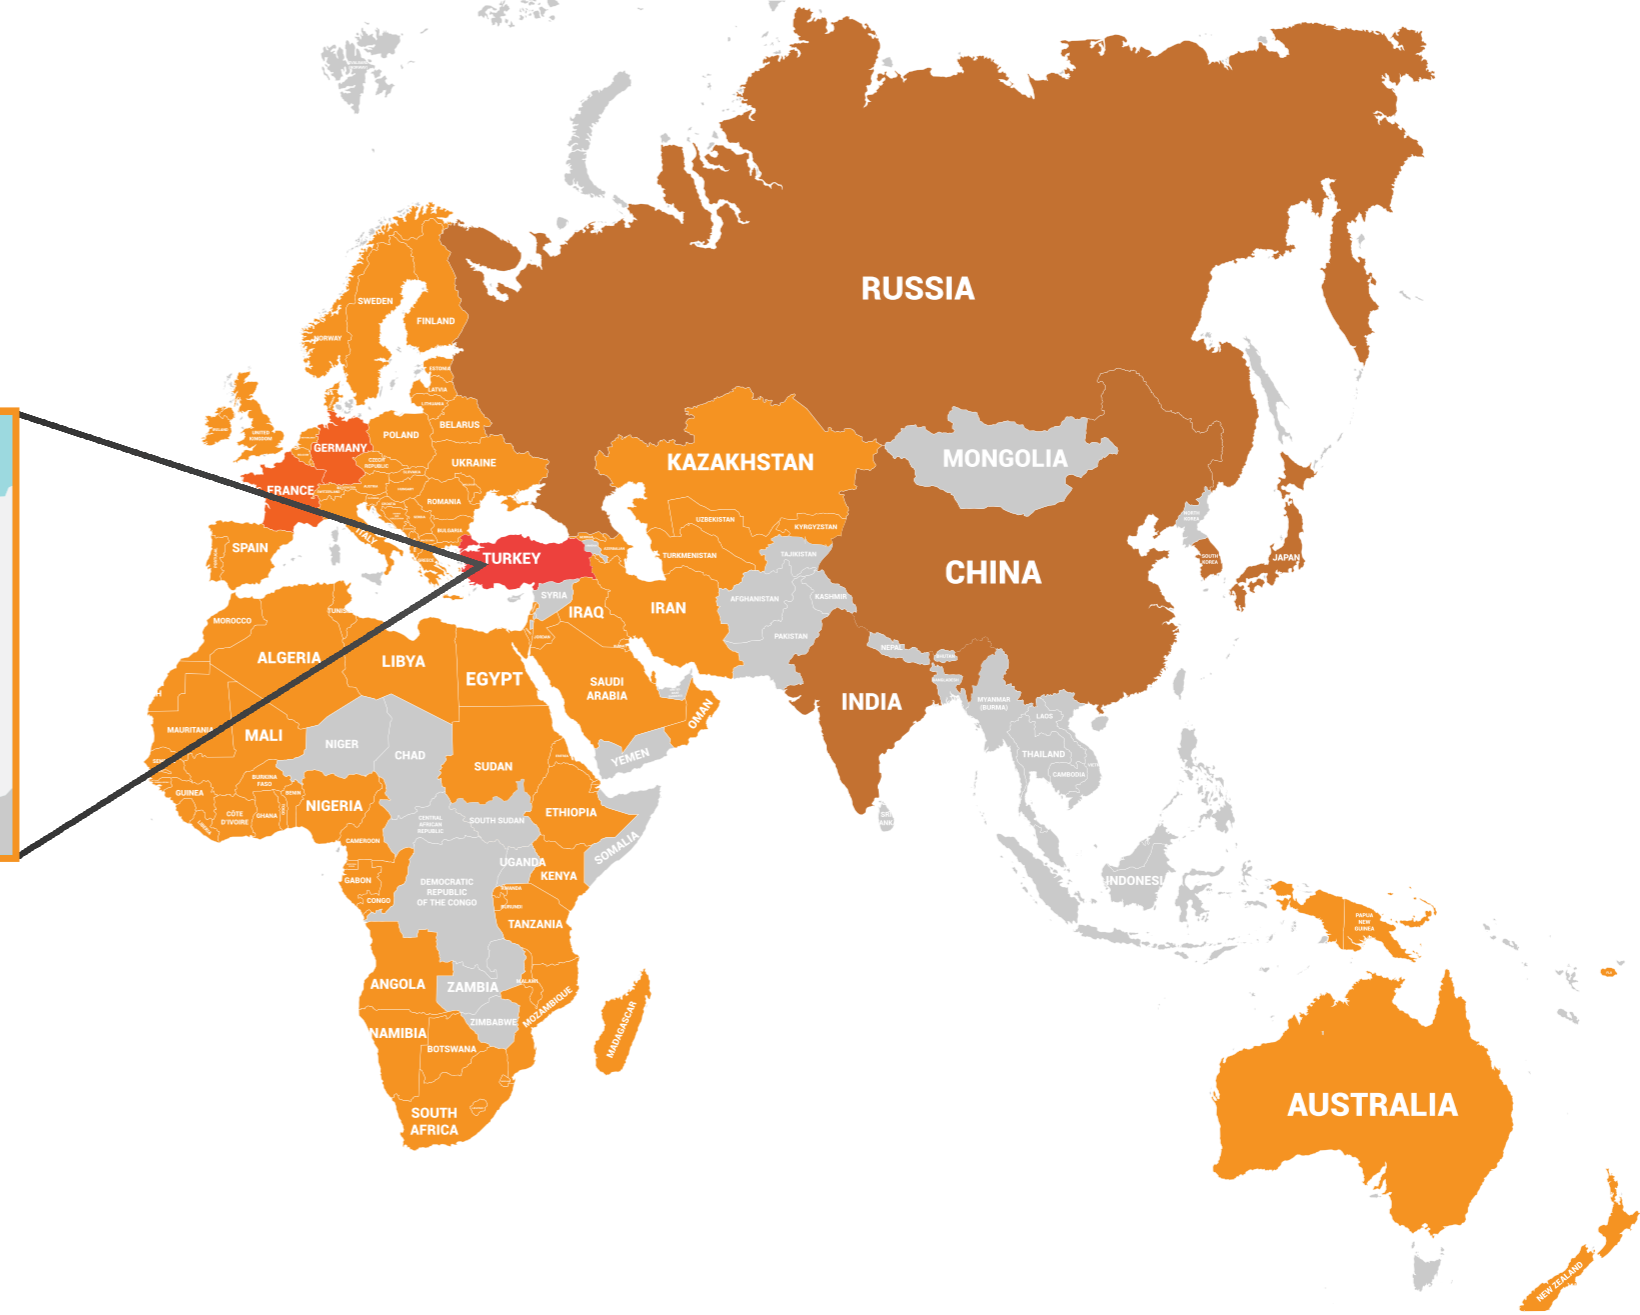 RUSSIA
SWEDEN
FINLAND
NORWAY
ESTONIA
LATVIA
LITHUANIA
BELARUS
UNITED
KINGDOM
IRELAND
POLAND
GERMANY
CZECH
REPUBLIC
UKRAINE
FRANCE
ROMANIA
BULGARIA
ITALY
SPAIN
PORTUGAL
GREECE
TURKEY
KAZAKHSTAN
MONGOLIA
UZBEKISTAN
KYRGYZSTAN
TURKMENISTAN
TAJIKISTAN
AFGHANISTAN
KASHMIR
PAKISTAN
CHINA
NORTH
KOREA
SOUTH
KOREA
JAPAN
SYRIA
IRAQ
IRAN
JORDAN
SAUDI
ARABIA
OMAN
YEMEN
NEPAL
INDIA
MYANMAR
(BURMA)
LAOS
THAILAND
CAMBODIA
MOROCCO
TUNIS
ALGERIA
LIBYA
EGYPT
MAURITANIA
MALI
NIGER
CHAD
SUDAN
GUINEA
BURKINA
FASO
BENIN
CÔTE
D'IVOIRE
GHANA
LIBERIA
NIGERIA
CAMEROON
CENTRAL
AFRICAN
REPUBLIC
SOUTH SUDAN
ETHIOPIA
SOMALIA
UGANDA
KENYA
GABON
CONGO
DEMOCRATIC
REPUBLIC
OF THE CONGO
RWANDA
BURUNDI
TANZANIA
ANGOLA
ZAMBIA
MALAWI
MOZAMBIQUE
ZIMBABWE
NAMIBIA
BOTSWANA
MADAGASCAR
SOUTH
AFRICA
INDONESI
PAPUA
NEW
GUINEA
AUSTRALIA
NEW ZEALAND